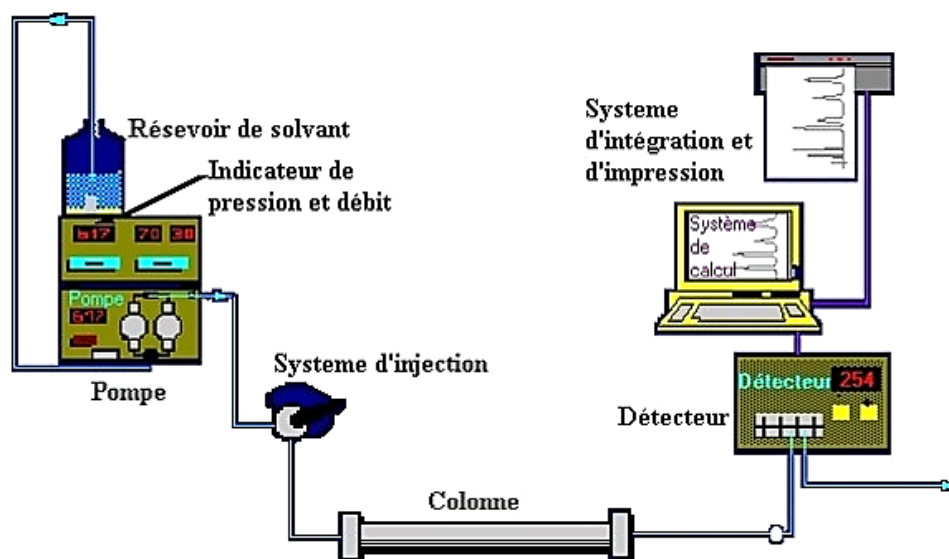 Résevoir de solvant
Indicateur de
pression et débit
617 70 30
Pompe
617
Pompe
Systeme d'injection
Colonne
Systeme
d'intégration et
d'impression
Système
de
calcul
Détecteur 254
Détecteur